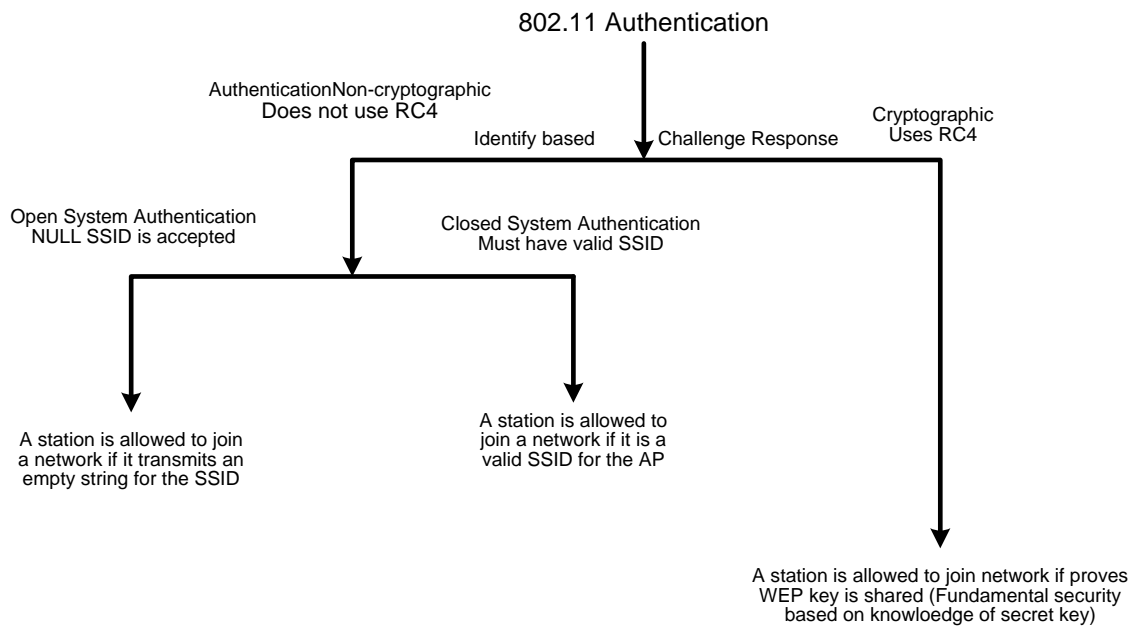 802.11 Authentication
AuthenticationNon-cryptographic
Does not use RC4
Cryptographic
Uses RC4
Identify based
Challenge Response
Open System Authentication
NULL SSID is accepted
Closed System Authentication
Must have valid SSID
A station is allowed to join
a network if it transmits an
empty string for the SSID
A station is allowed to
join a network if it is a
valid SSID for the AP
A station is allowed to join network if proves
WEP key is shared (Fundamental security
based on knowloedge of secret key)